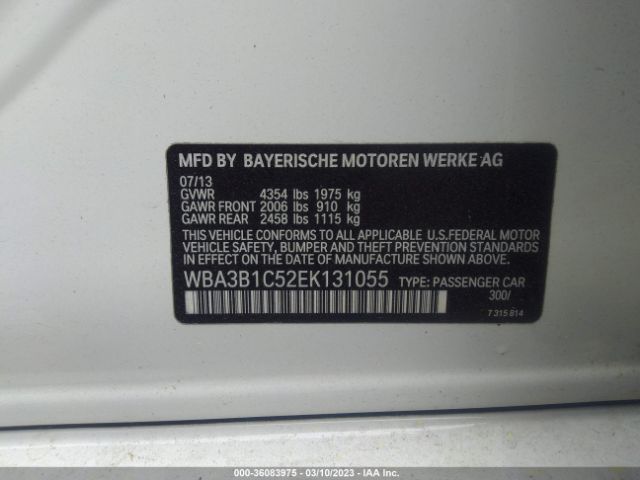 MFD BY BAYERISCHE MOTOREN WERKE AG
07/13
GVWR 4354 lbs 1975 kg
GAWR FRONT 2006 lbs 910 kg
GAWR REAR 2458 lbs 1115 kg
THIS VEHICLE CONFORMS TO ALL APPLICABLE U.S.FEDERAL MOTOR
VEHICLE SAFETY, BUMPER AND THEFT PREVENTION STANDARDS
IN EFFECT ON THE DATE OF MANUFACTURE SHOWN ABOVE.
WBA3B1C52EK131055 TYPE: PASSENGER CAR
300/
7 315 814
000-36083975 — 03/10/2023 — IAA Inc.